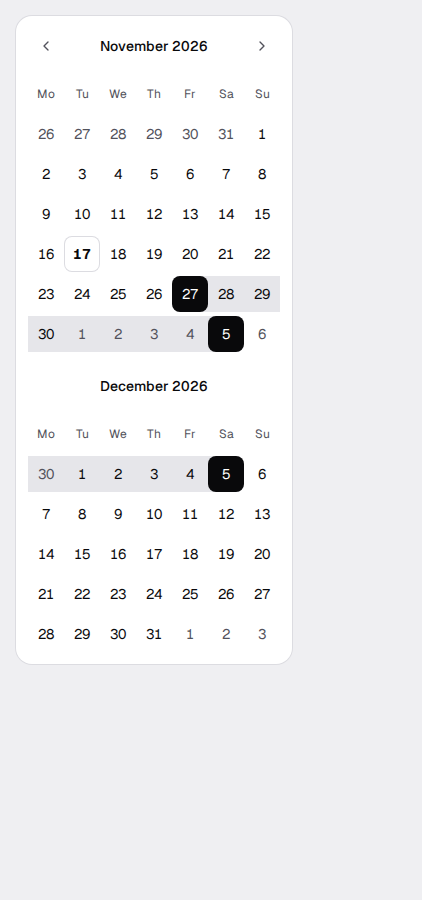 November 2026
Mo Tu We Th Fr Sa Su
26 27 28 29 30 31 1
2 3 4 5 6 7 8
9 10 11 12 13 14 15
16 17 18 19 20 21 22
23 24 25 26 27 28 29
30 1 2 3 4 5 6
December 2026
Mo Tu We Th Fr Sa Su
30 1 2 3 4 5 6
7 8 9 10 11 12 13
14 15 16 17 18 19 20
21 22 23 24 25 26 27
28 29 30 31 1 2 3